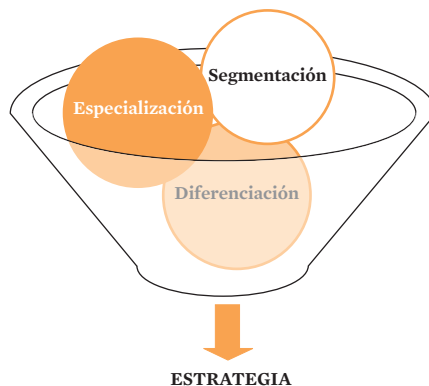 Segmentación
Especialización
Diferenciación
ESTRATEGIA